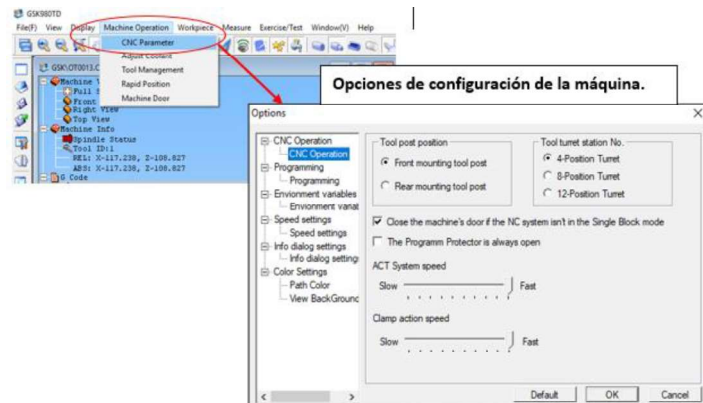 GSK980TD
File(F) View Display Machine Operation Workpiece Measure Exercise/Test Window(V) Help
CNC Parameter
Adjust Coolent
Tool Management
Rapid Position
Machine Door
GSK\OT0013.C
Machine
Full S
Front
Right View
Top View
Machine Info
Spindle Status
Tool ID:1
REL: X-117.238, Z-108.827
ABS: X-117.238, Z-108.827
G Code
Opciones de configuración de la máquina.
Options
CNC Operation
CNC Operation
Programming
Programming
Envionment variables
Envionment variat
Speed settings
Speed settings
Info dialog settings
Info dialog setting:
Color Settings
Path Color
View BackGrounc
Tool post position
Front mounting tool post
Rear mounting tool post
Tool turret station No.
4-Position Turret
8-Position Turret
12-Position Turret
Close the machine's door if the NC system isn't in the Single Block mode
The Programm Protector is always open
ACT System speed
Slow Fast
Clamp action speed
Slow Fast
Default OK Cancel